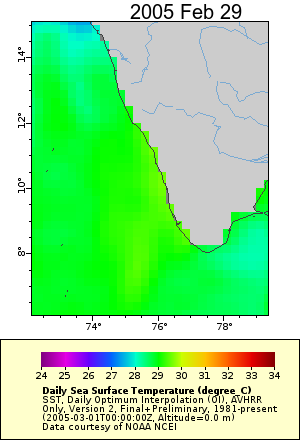 2005 Feb 29
14°
12°
10°
8°
74°
76°
78°
24 25 26 27 28 29 30 31 32 33 34
Daily Sea Surface Temperature (degree_C)
SST, Daily Optimum Interpolation (OI), AVHRR
Only, Version 2, Final+Preliminary, 1981-present
(2005-03-01T00:00:00Z, Altitude=0.0 m)
Data courtesy of NOAA NCEI